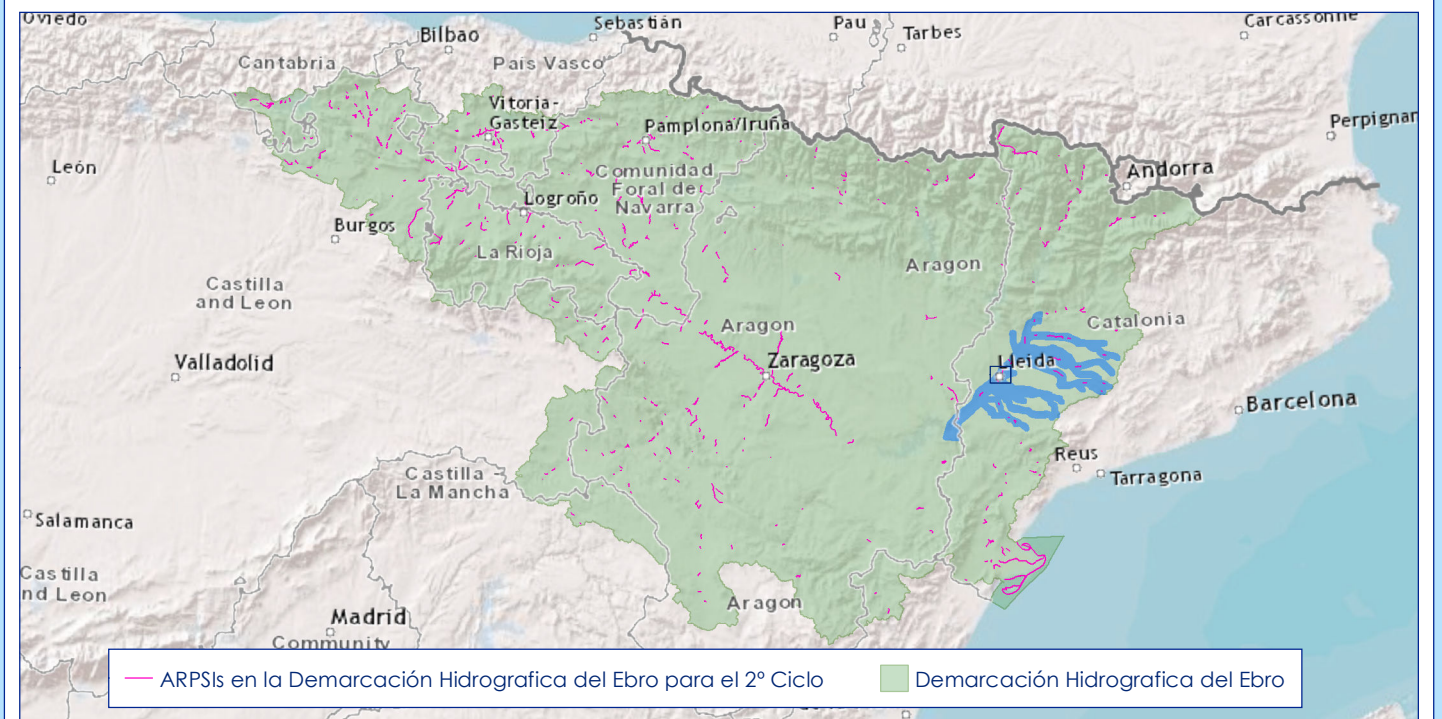 Oviedo
Sebastián
Pau
Carcassonne
Bilbao
Tarbes
Cantabria
País Vasco
Vitoria-
Gasteiz
Pamplona/Iruña
Perpignan
León
Comunidad
Foral de
Navarra
Andorra
Logroño
Burgos
La Rioja
Aragon
Castilla
and Leon
Aragon
Catalonia
Valladolid
Zaragoza
Lleida
Barcelona
Castilla -
La Mancha
Reus
Tarragona
Salamanca
Castilla
nd Leon
Aragon
Madrid
Community
ARPSIs en la Demarcación Hidrografica del Ebro para el 2º Ciclo
Demarcación Hidrografica del Ebro